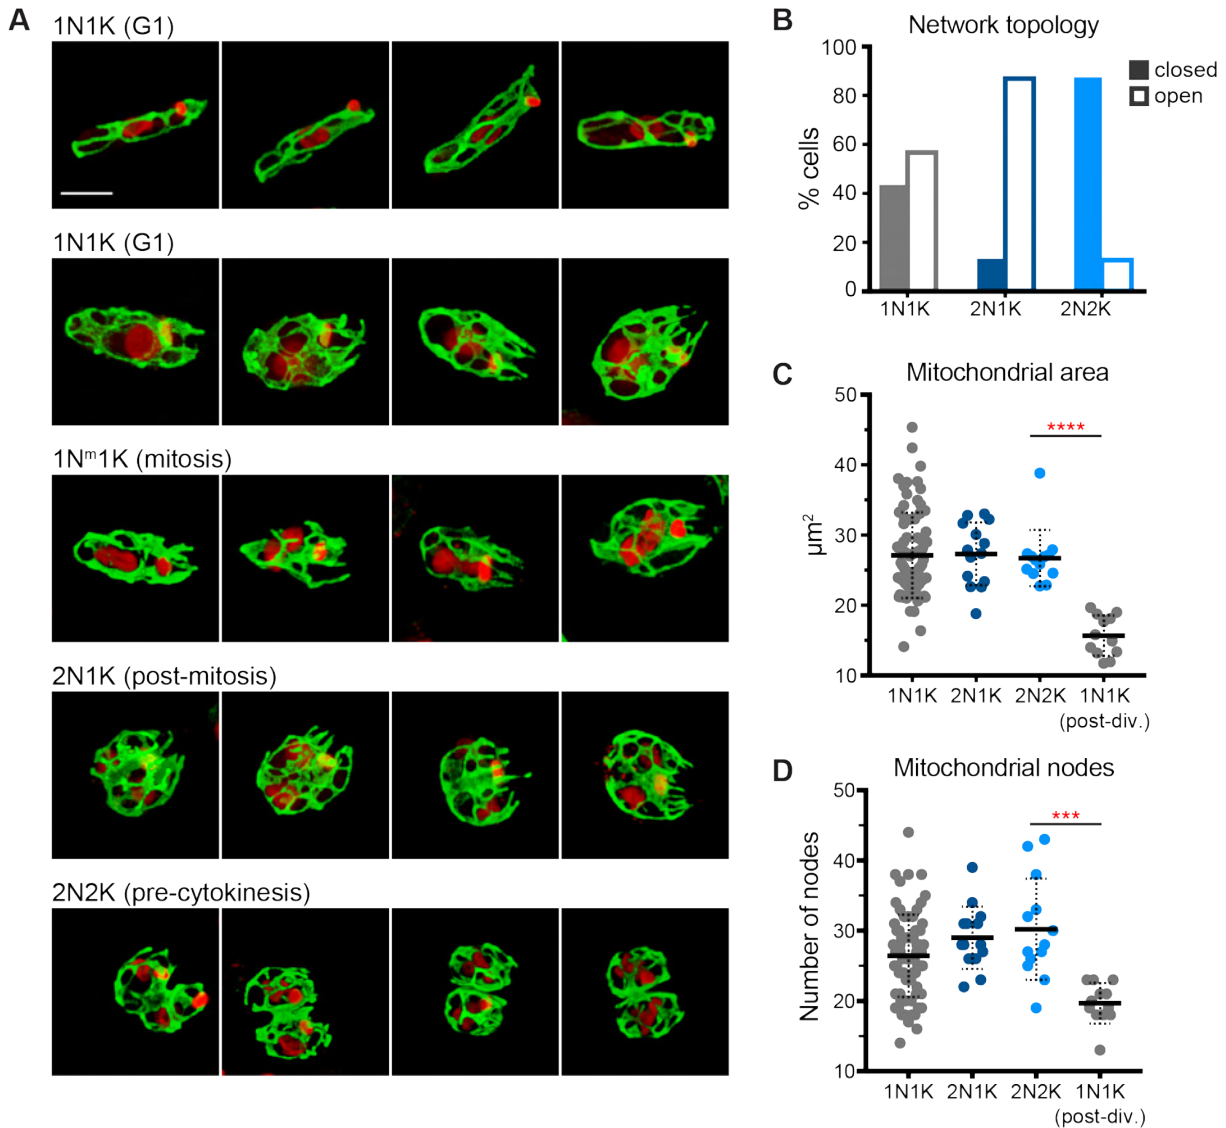 A
1N1K (G1)
1N1K (G1)
1Nᵐ1K (mitosis)
2N1K (post-mitosis)
2N2K (pre-cytokinesis)
B
Network topology
closed
open
% cells
100
80
60
40
20
0
1N1K 2N1K 2N2K
C
Mitochondrial area
µm²
50
40
30
20
10
****
1N1K 2N1K 2N2K 1N1K
(post-div.)
D
Mitochondrial nodes
Number of nodes
50
40
30
20
10
***
1N1K 2N1K 2N2K 1N1K
(post-div.)